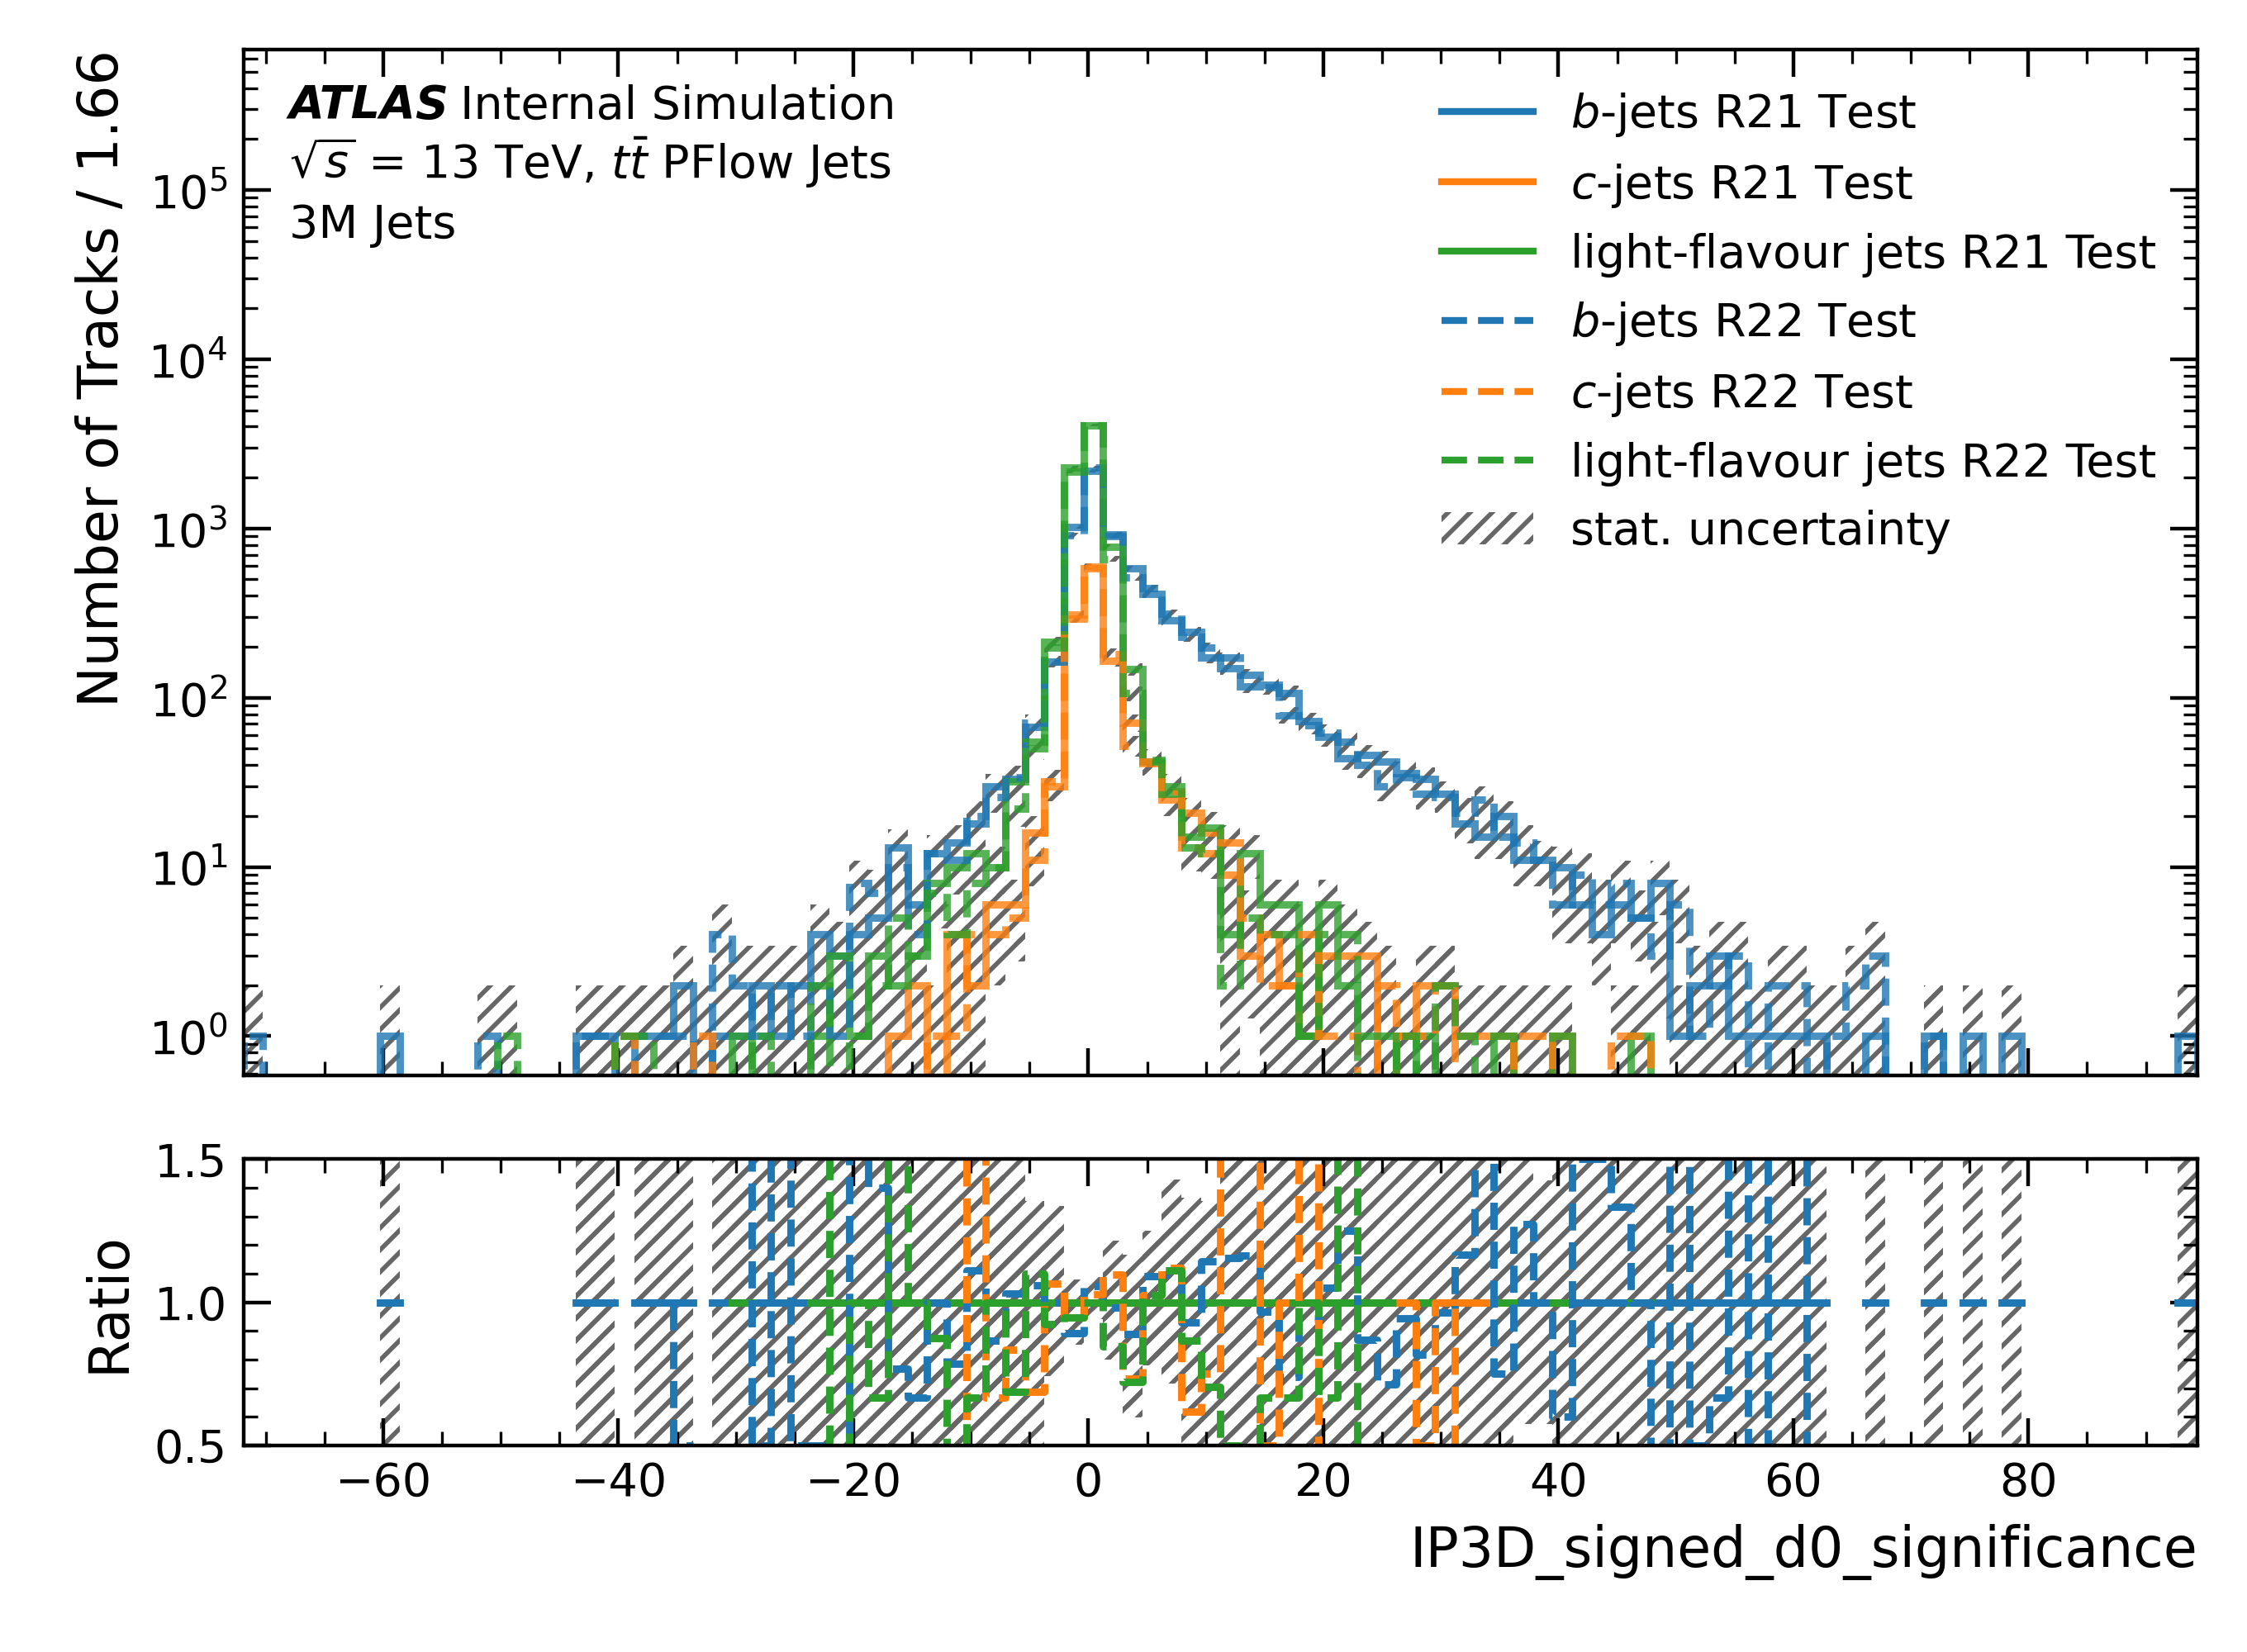 Number of Tracks / 1.66
10⁵
10⁴
10³
10²
10¹
10⁰
ATLAS Internal Simulation
√s = 13 TeV, tt̄ PFlow Jets
3M Jets
b-jets R21 Test
c-jets R21 Test
light-flavour jets R21 Test
b-jets R22 Test
c-jets R22 Test
light-flavour jets R22 Test
stat. uncertainty
Ratio
1.5
1.0
0.5
−60 −40 −20 0 20 40 60 80
IP3D_signed_d0_significance